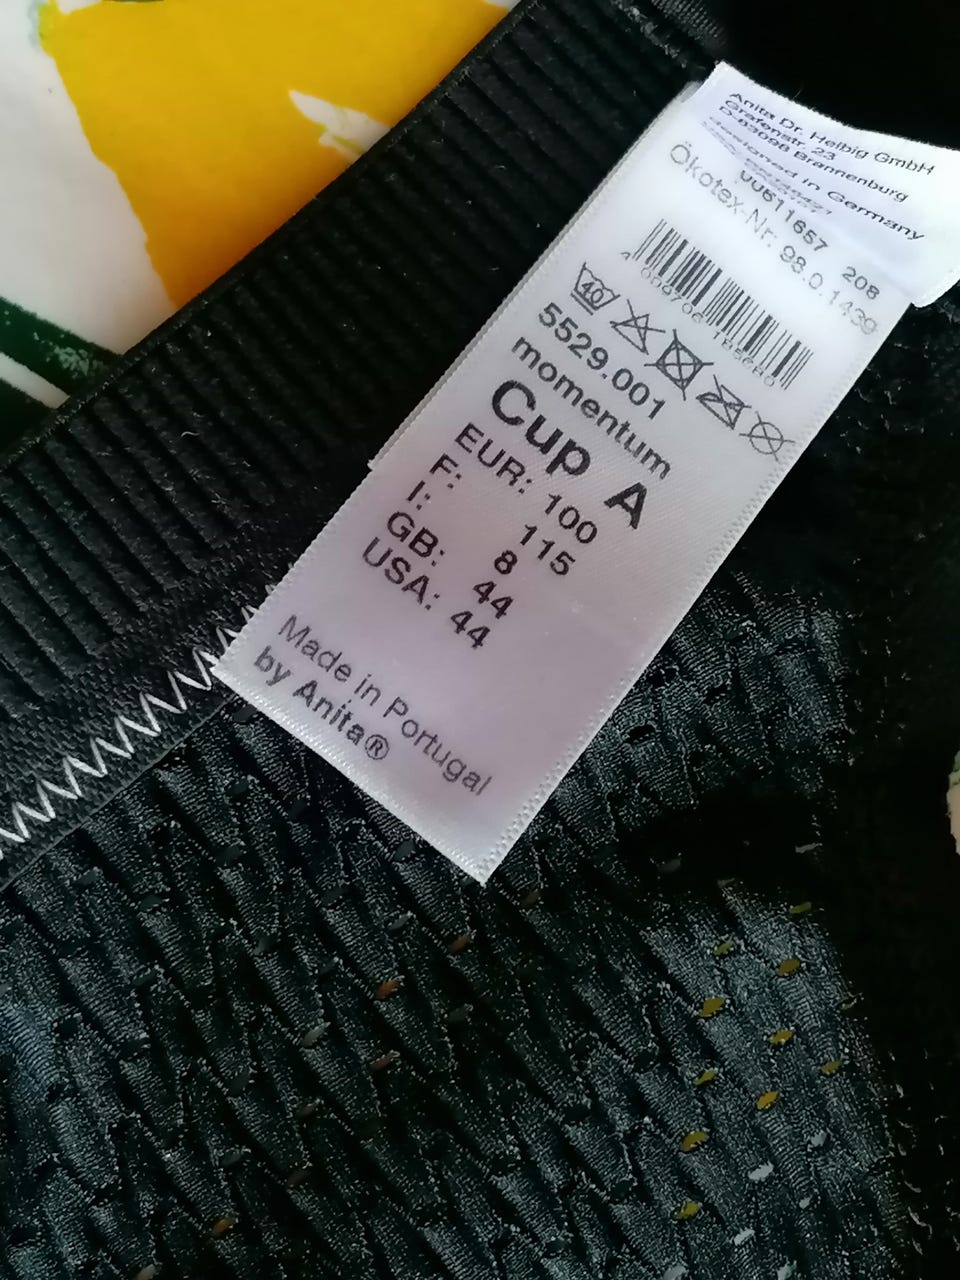 Anita Dr. Helbig GmbH
Grafenstr. 23
D-83098 Brannenburg
designed in Germany
00611657 208
Ökotex-Nr. 98.0.1439
40
5529.001
momentum
Cup A
EUR: 100
F: 115
I: 8
GB: 44
USA: 44
Made in Portugal
by Anita®